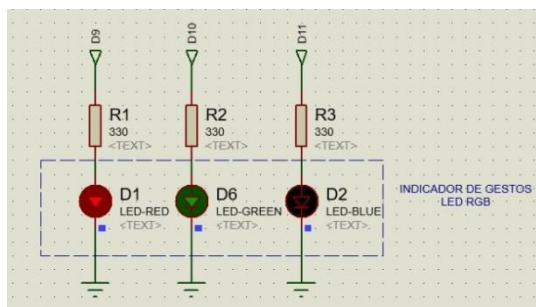 D9 D10 D11
R1 R2 R3
330 330 330
<TEXT> <TEXT> <TEXT>
D1 D6 D2
LED-RED LED-GREEN LED-BLUE
<TEXT> <TEXT> <TEXT>
INDICADOR DE GESTOS
LED RGB